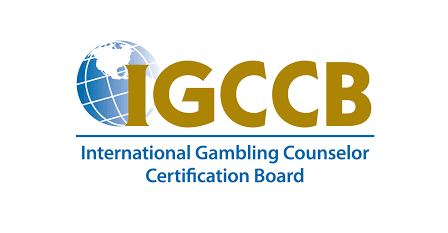 IGCCB
International Gambling Counselor
Certification Board